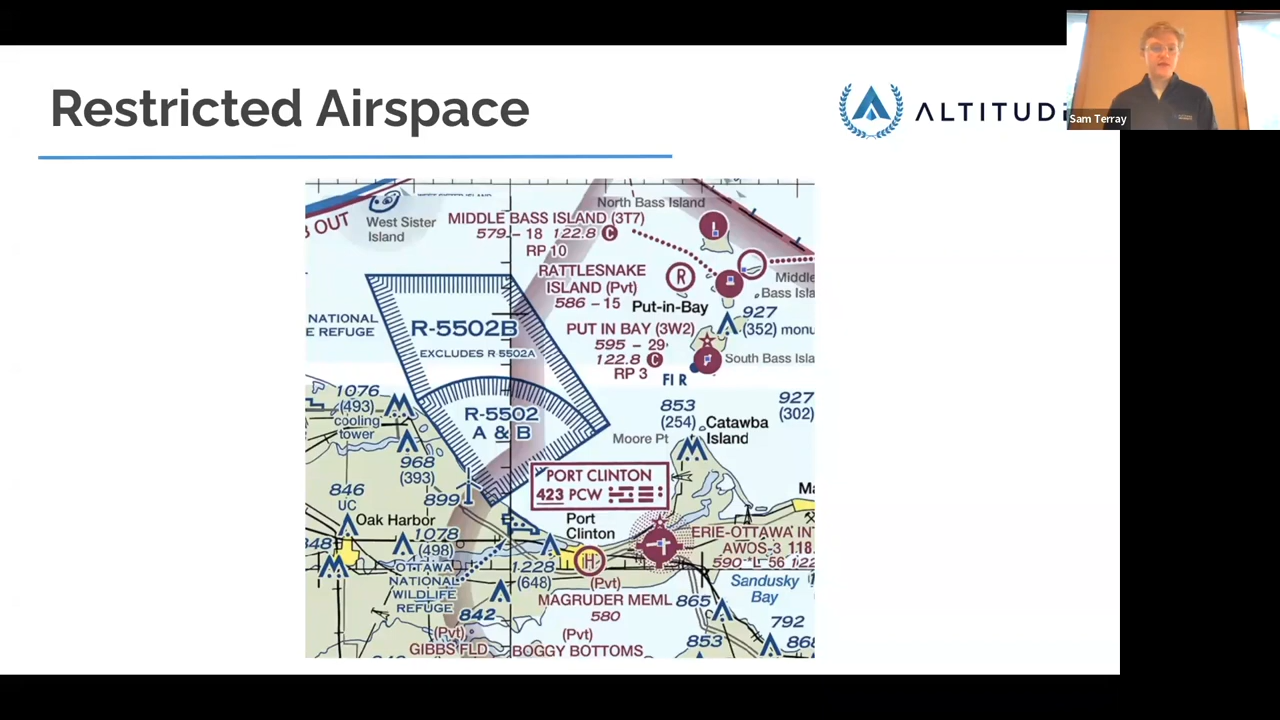 Restricted Airspace
ALTITUD
Sam Terray
OUT
West Sister
Island
North Bass Island
MIDDLE BASS ISLAND (3T7)
579 - 18 122.8 C
RP 10
RATTLESNAKE
ISLAND (Pvt)
586 - 15
R
L
Middle
Bass Isla
Put-in-Bay
927
(352) monu
PUT IN BAY (3W2)
595 - 29
122.8 C
RP 3
South Bass Isla
NATIONAL
E REFUGE
R-5502B
EXCLUDES R-5502A
R-5502
A & B
1076
(493)
cooling
tower
968
(393)
899
853
(254)
927
(302)
Catawba
Island
Moore Pt
PORT CLINTON
423 PCW
846
UC
Oak Harbor
1078
(498)
848
Port
Clinton
H
(Pvt)
MAGRUDER MEML
580
1228
(648)
OTTAWA
NATIONAL
WILDLIFE
REFUGE
842
ERIE-OTTAWA IN
AWOS-3 118.
590 *L 56 122
Sandusky
Bay
865
792
853
868
(Pvt)
GIBBS FLD
(Pvt)
BOGGY BOTTOMS